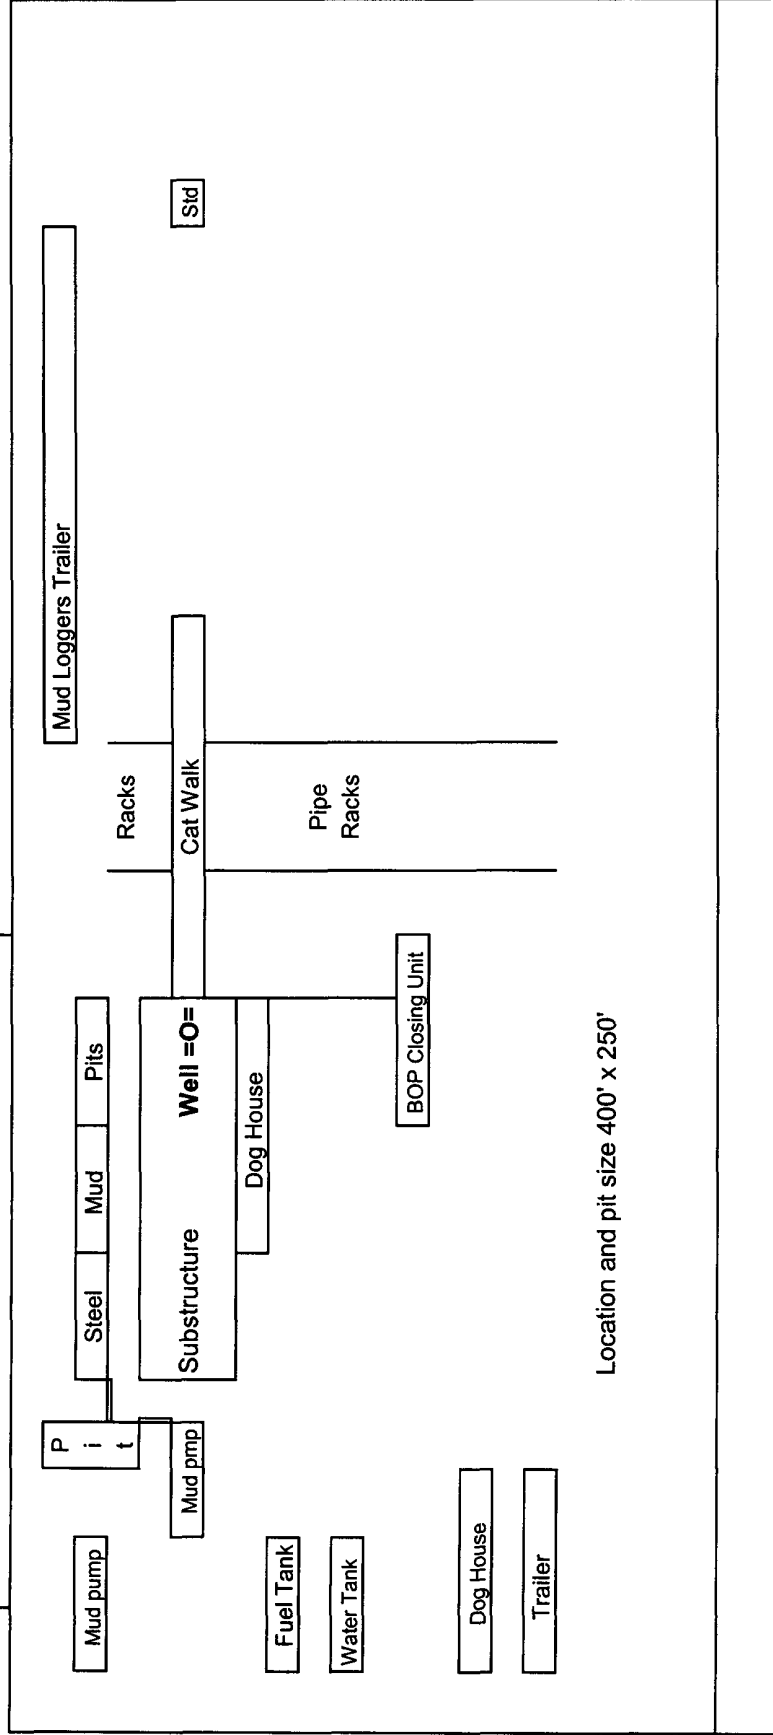 Mud Loggers Trailer
Std
Racks
Cat Walk
Pipe
Racks
Steel
Mud
Pits
P
i
t
Mud pump
Mud pmp
Substructure
Well =O=
Dog House
BOP Closing Unit
Fuel Tank
Water Tank
Dog House
Trailer
Location and pit size 400' x 250'